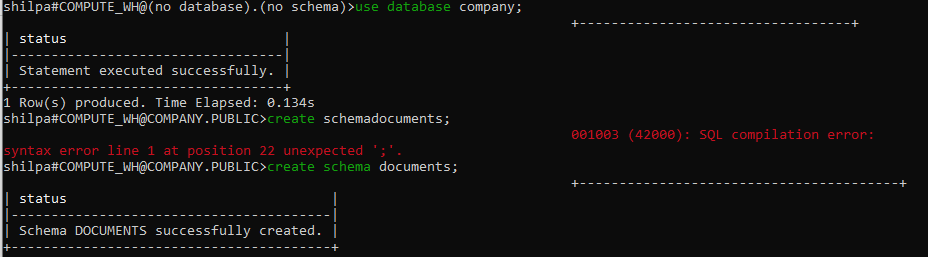 shilpa#COMPUTE_WH@(no database).(no schema)>use database company;
+----------------------------------+
| status                           |
|----------------------------------|
| Statement executed successfully. |
+----------------------------------+
1 Row(s) produced. Time Elapsed: 0.134s
shilpa#COMPUTE_WH@COMPANY.PUBLIC>create schemadocuments;
001003 (42000): SQL compilation error:
syntax error line 1 at position 22 unexpected ';'.
shilpa#COMPUTE_WH@COMPANY.PUBLIC>create schema documents;
+----------------------------------------+
| status                                 |
|----------------------------------------|
| Schema DOCUMENTS successfully created. |
+----------------------------------------+